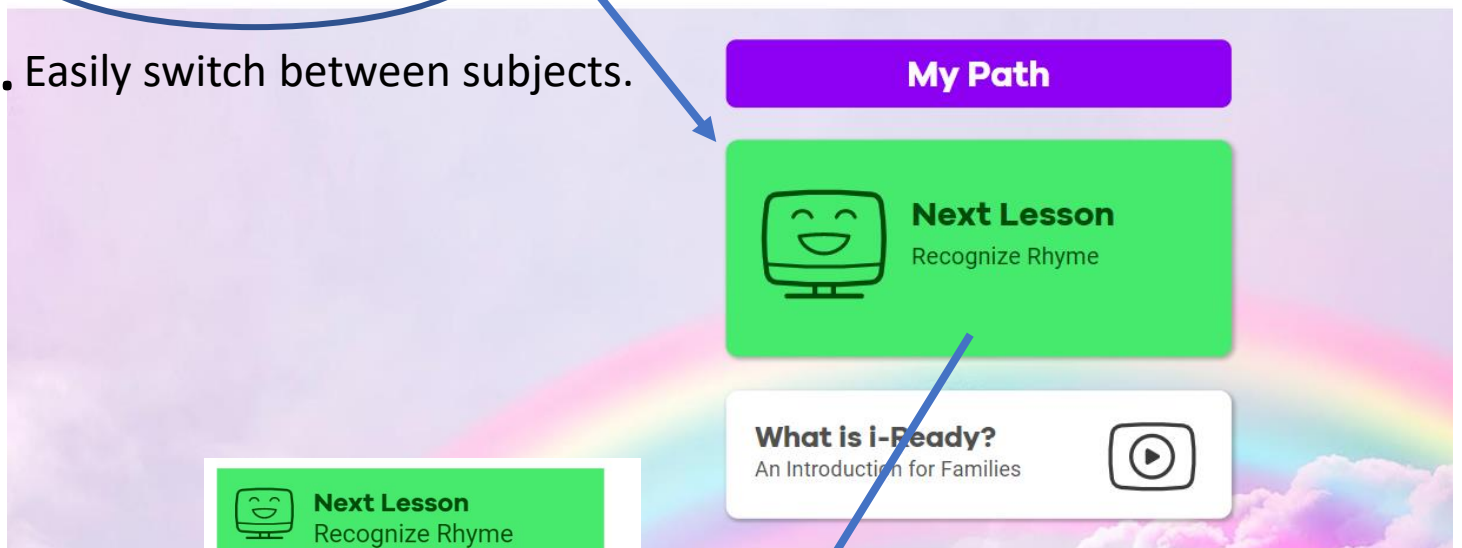 . Easily switch between subjects.
My Path
Next Lesson
Recognize Rhyme
What is i-Ready?
An Introduction for Families
Next Lesson
Recognize Rhyme